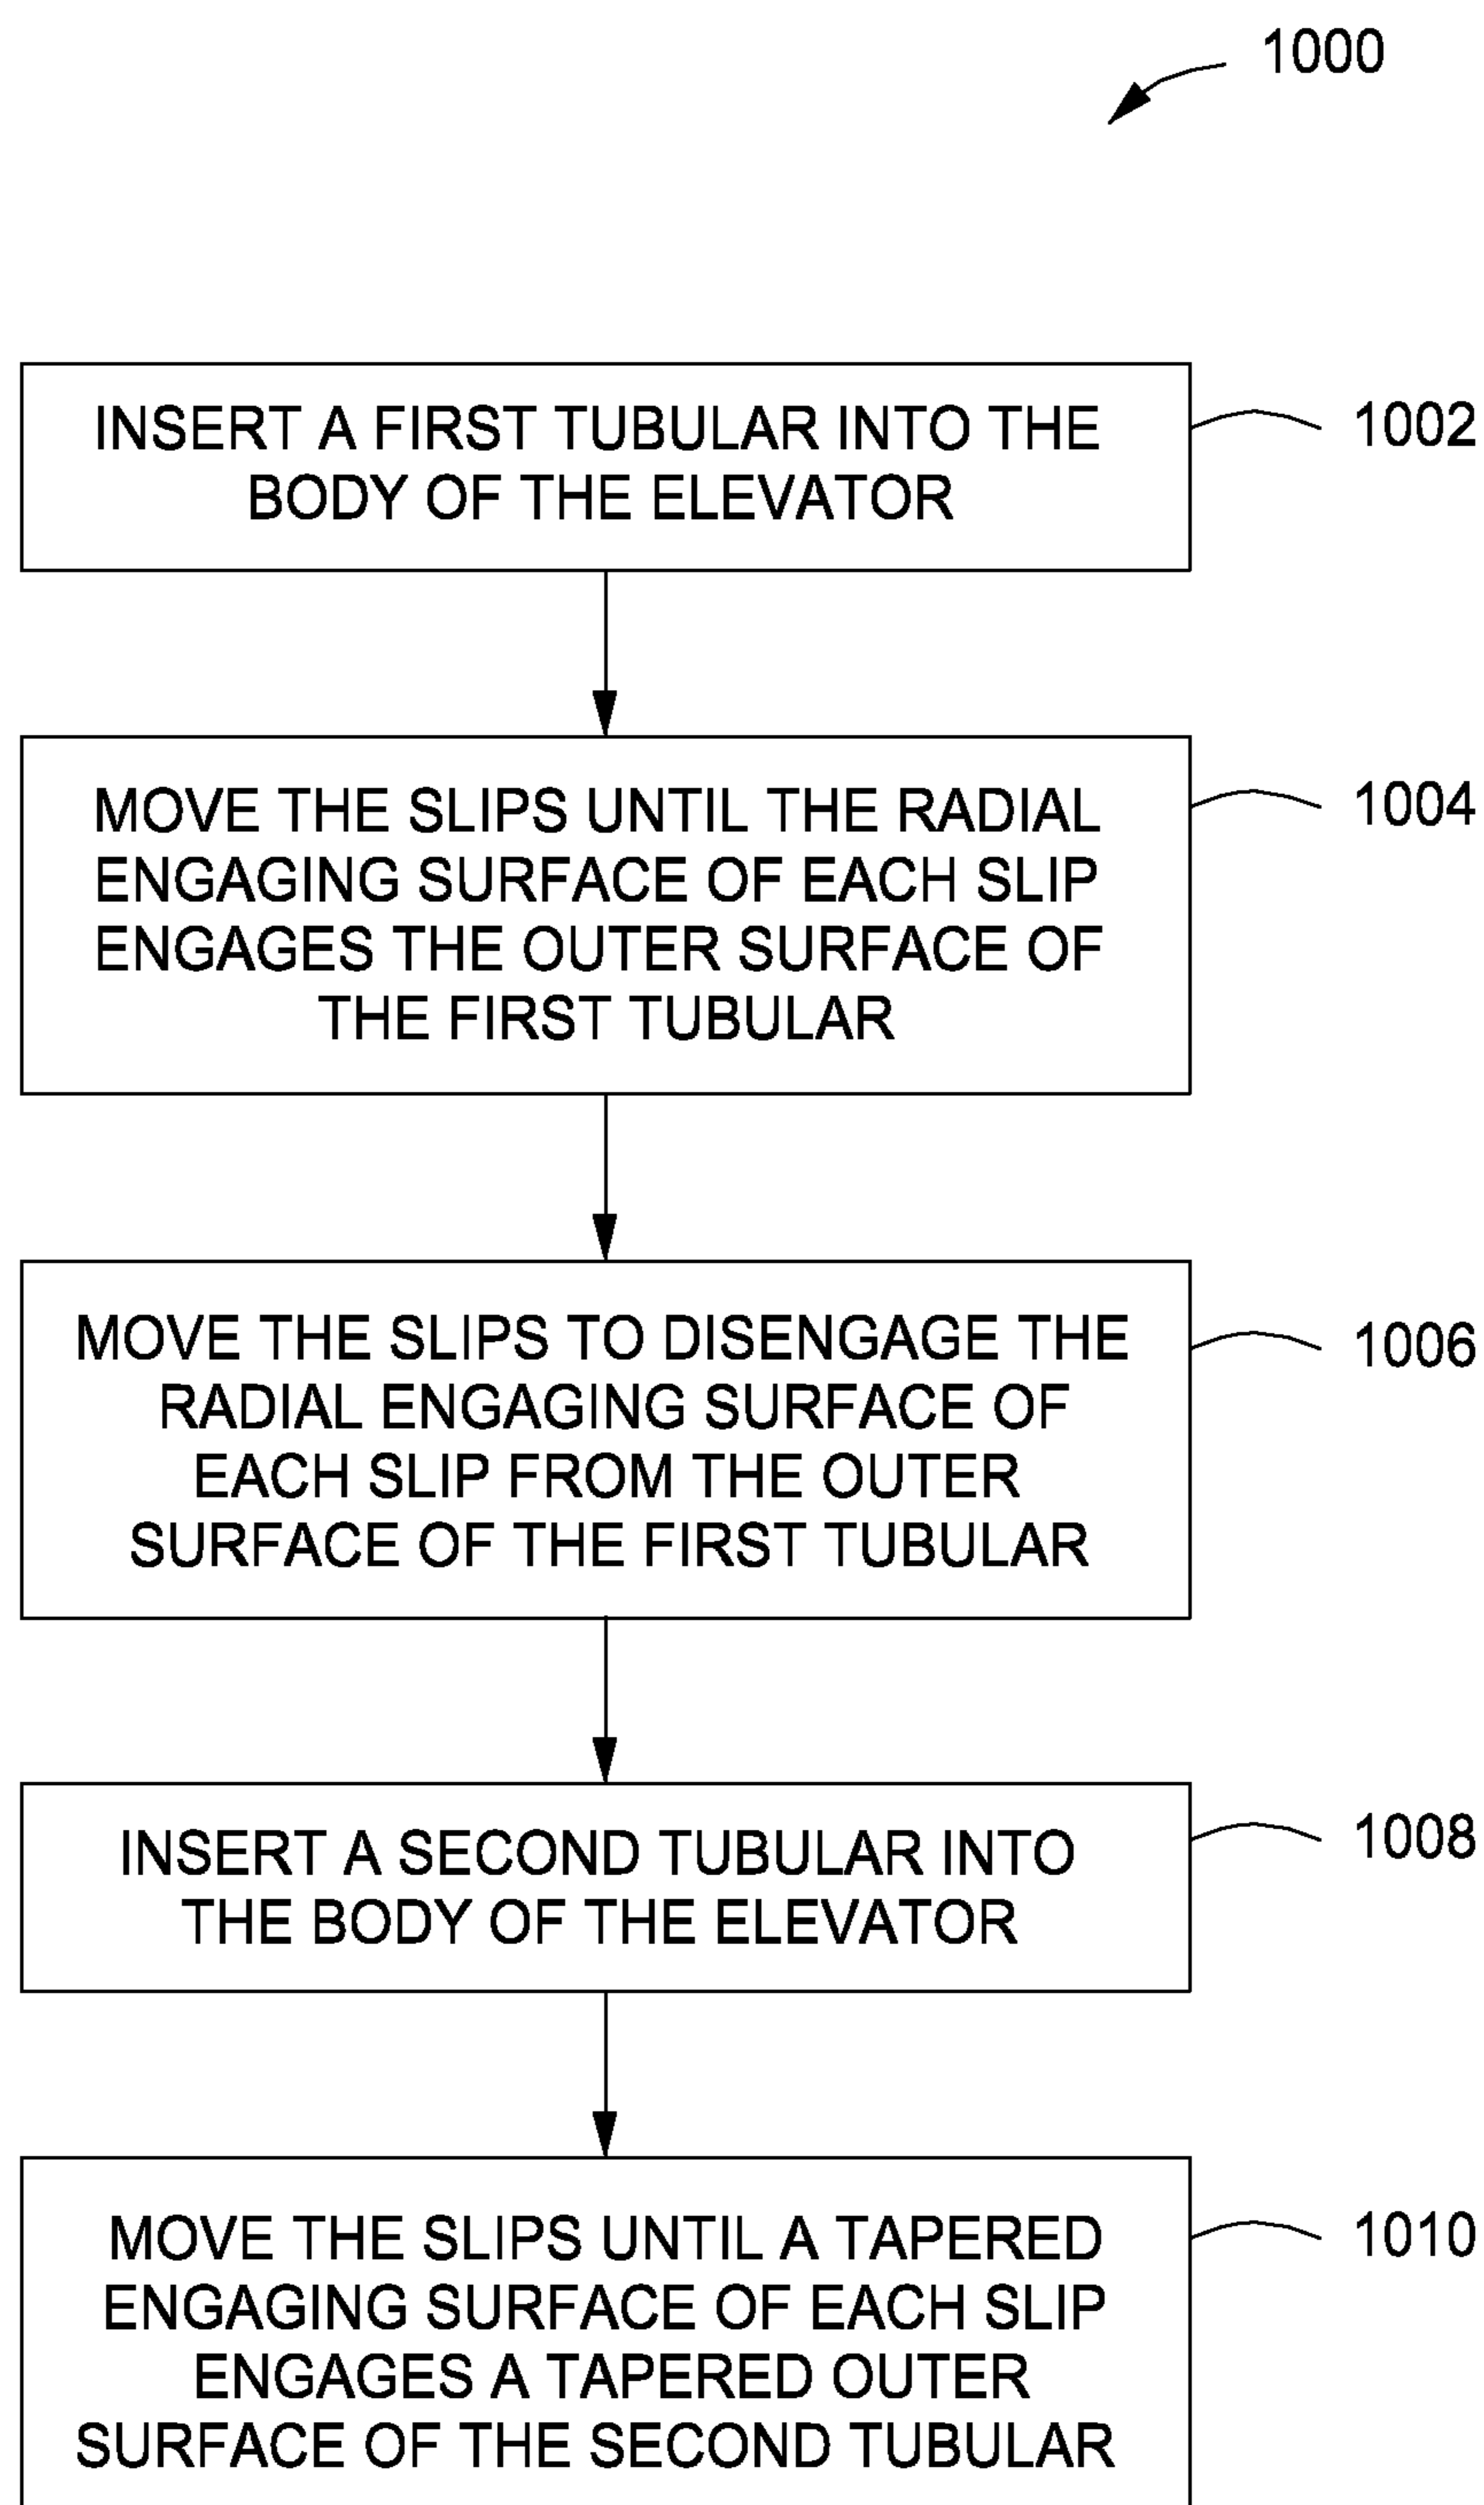 1000
INSERT A FIRST TUBULAR INTO THE
BODY OF THE ELEVATOR
1002
MOVE THE SLIPS UNTIL THE RADIAL
ENGAGING SURFACE OF EACH SLIP
ENGAGES THE OUTER SURFACE OF
THE FIRST TUBULAR
1004
MOVE THE SLIPS TO DISENGAGE THE
RADIAL ENGAGING SURFACE OF
EACH SLIP FROM THE OUTER
SURFACE OF THE FIRST TUBULAR
1006
INSERT A SECOND TUBULAR INTO
THE BODY OF THE ELEVATOR
1008
MOVE THE SLIPS UNTIL A TAPERED
ENGAGING SURFACE OF EACH SLIP
ENGAGES A TAPERED OUTER
SURFACE OF THE SECOND TUBULAR
1010